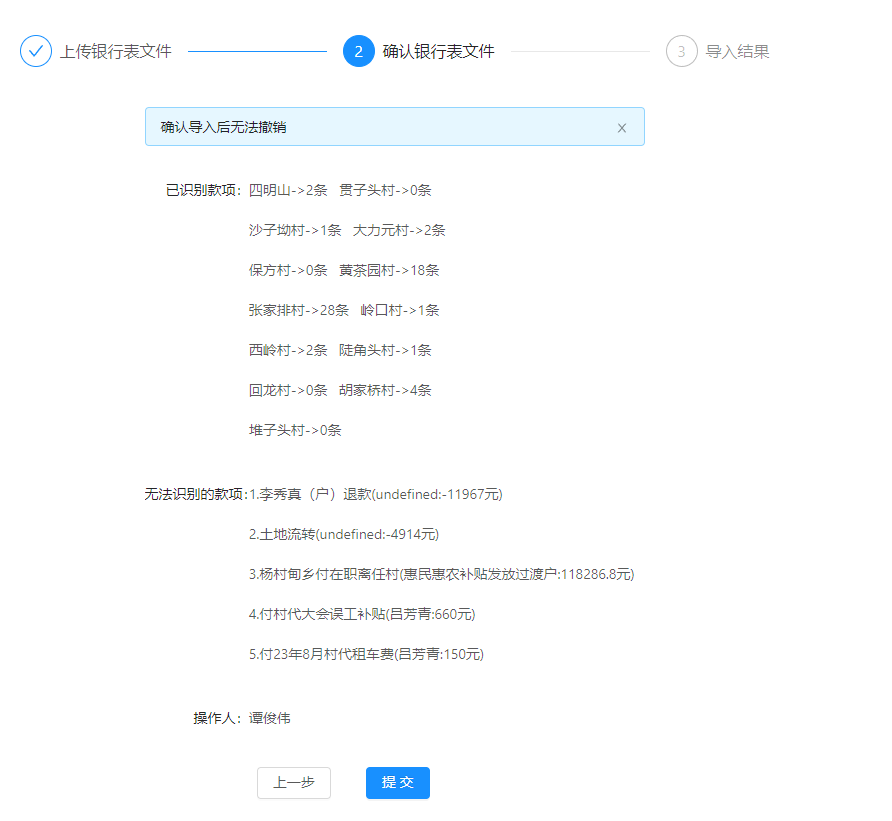 上传银行表文件 2 确认银行表文件 3 导入结果
确认导入后无法撤销
已识别款项: 四明山->2条 贯子头村->0条
沙子坳村->1条 大力元村->2条
保方村->0条 黄茶园村->18条
张家排村->28条 岭口村->1条
西岭村->2条 陡角头村->1条
回龙村->0条 胡家桥村->4条
堆子头村->0条
无法识别的款项:1.李秀真（户）退款(undefined:-11967元)
2.土地流转(undefined:-4914元)
3.杨村甸乡付在职离任村(惠民惠农补贴发放过渡户:118286.8元)
4.付村代大会误工补贴(吕芳青:660元)
5.付23年8月村代租车费(吕芳青:150元)
操作人: 谭俊伟
上一步 提 交